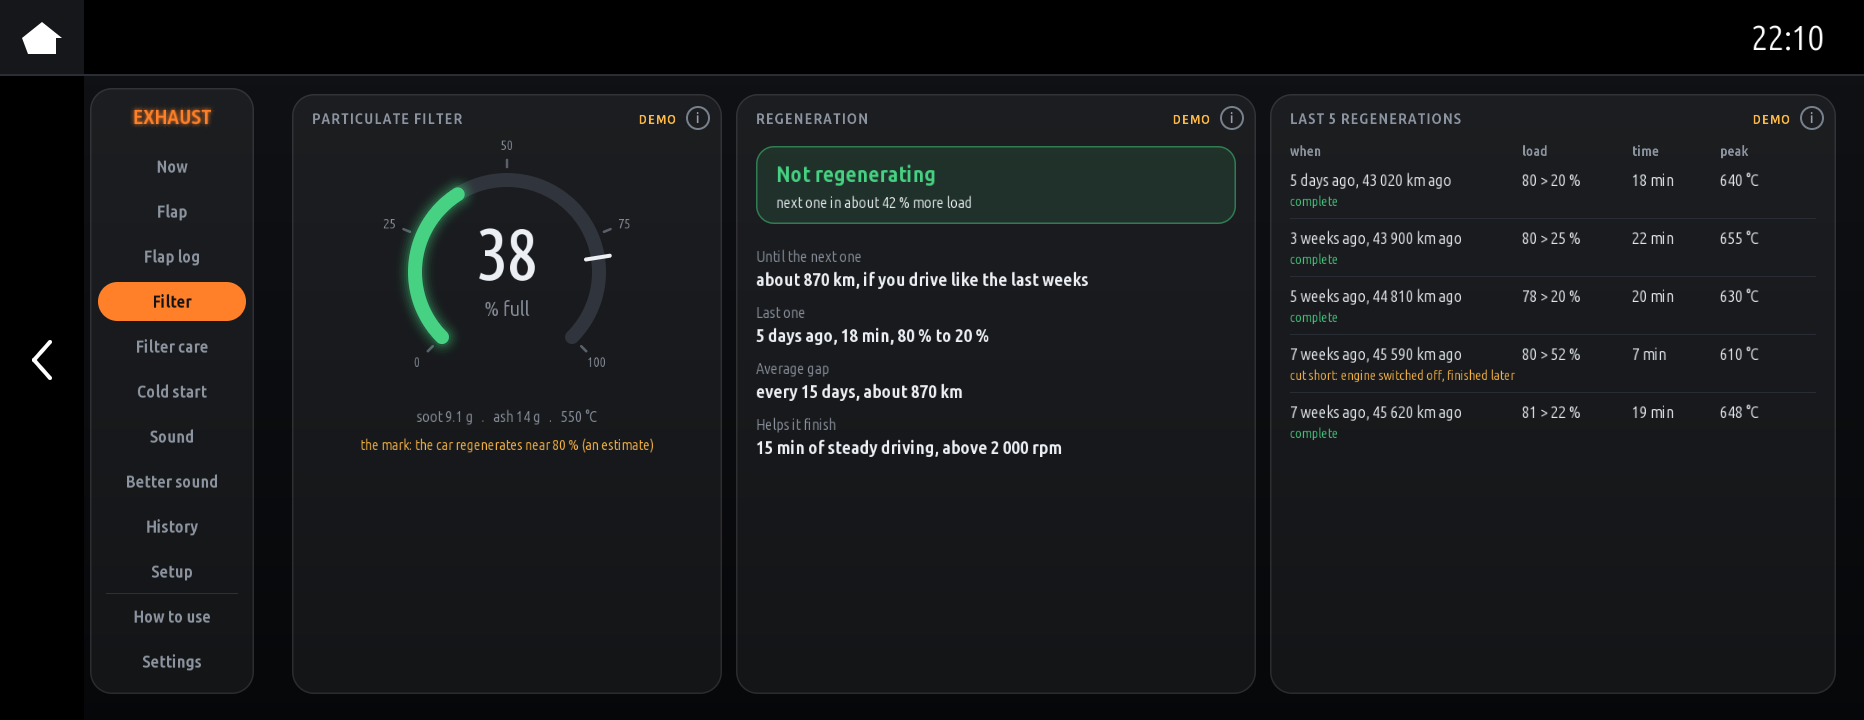 22:10
EXHAUST
Now
Flap
Flap log
Filter
Filter care
Cold start
Sound
Better sound
History
Setup
How to use
Settings
PARTICULATE FILTER
DEMO
i
50
25
75
38
% full
0
100
soot 9.1 g . ash 14 g . 550 °C
the mark: the car regenerates near 80 % (an estimate)
REGENERATION
DEMO
i
Not regenerating
next one in about 42 % more load
Until the next one
about 870 km, if you drive like the last weeks
Last one
5 days ago, 18 min, 80 % to 20 %
Average gap
every 15 days, about 870 km
Helps it finish
15 min of steady driving, above 2 000 rpm
LAST 5 REGENERATIONS
DEMO
i
when load time peak
5 days ago, 43 020 km ago 80 > 20 % 18 min 640 °C
complete
3 weeks ago, 43 900 km ago 80 > 25 % 22 min 655 °C
complete
5 weeks ago, 44 810 km ago 78 > 20 % 20 min 630 °C
complete
7 weeks ago, 45 590 km ago 80 > 52 % 7 min 610 °C
cut short: engine switched off, finished later
7 weeks ago, 45 620 km ago 81 > 22 % 19 min 648 °C
complete